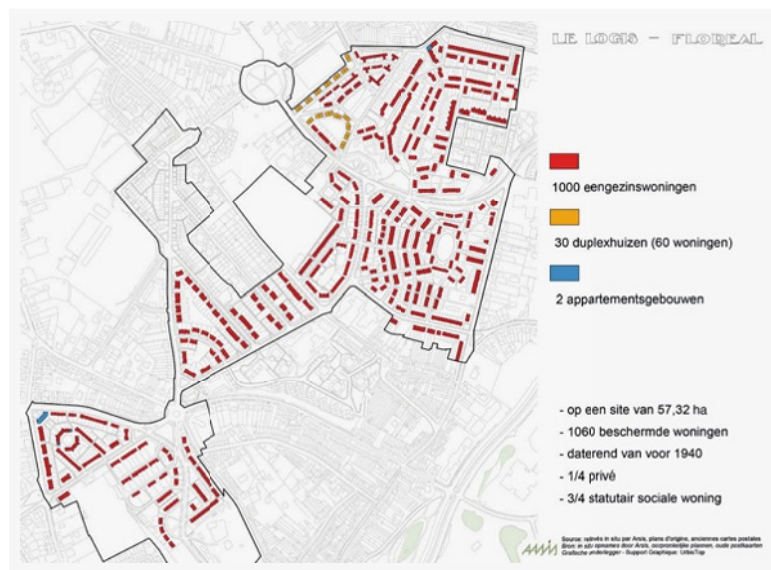 LE LOGIS - FLOREAL
1000 eengezinswoningen
30 duplexhuizen (60 woningen)
2 appartementsgebouwen
- op een site van 57,32 ha
- 1060 beschermde woningen
- daterend van voor 1940
- 1/4 privé
- 3/4 statutair sociale woning
ARSIS
Source: relevés in situ par Arsis, plans d'origine, anciennes cartes postales
Bron: in situ opnames door Arsis, oorspronkelijke plannen, oude postkaarten
Grafische onderlegger - Support Graphique: UrbisTop